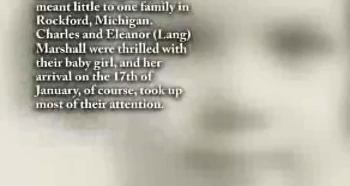 meant little to one family in
Rockford, Michigan.
Charles and Eleanor (Lang)
Marshall were thrilled with
their baby girl, and her
arrival on the 17th of
January, of course, took up
most of their attention.